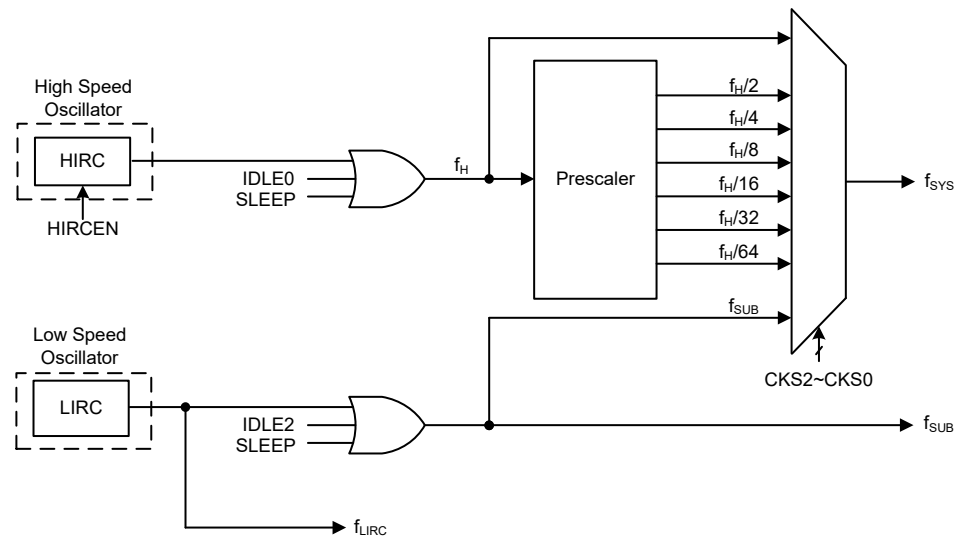 High Speed
Oscillator
HIRC
HIRCEN
IDLE0
SLEEP
fH
Prescaler
fH/2
fH/4
fH/8
fH/16
fH/32
fH/64
fSUB
fSYS
CKS2~CKS0
Low Speed
Oscillator
LIRC
IDLE2
SLEEP
fSUB
fLIRC